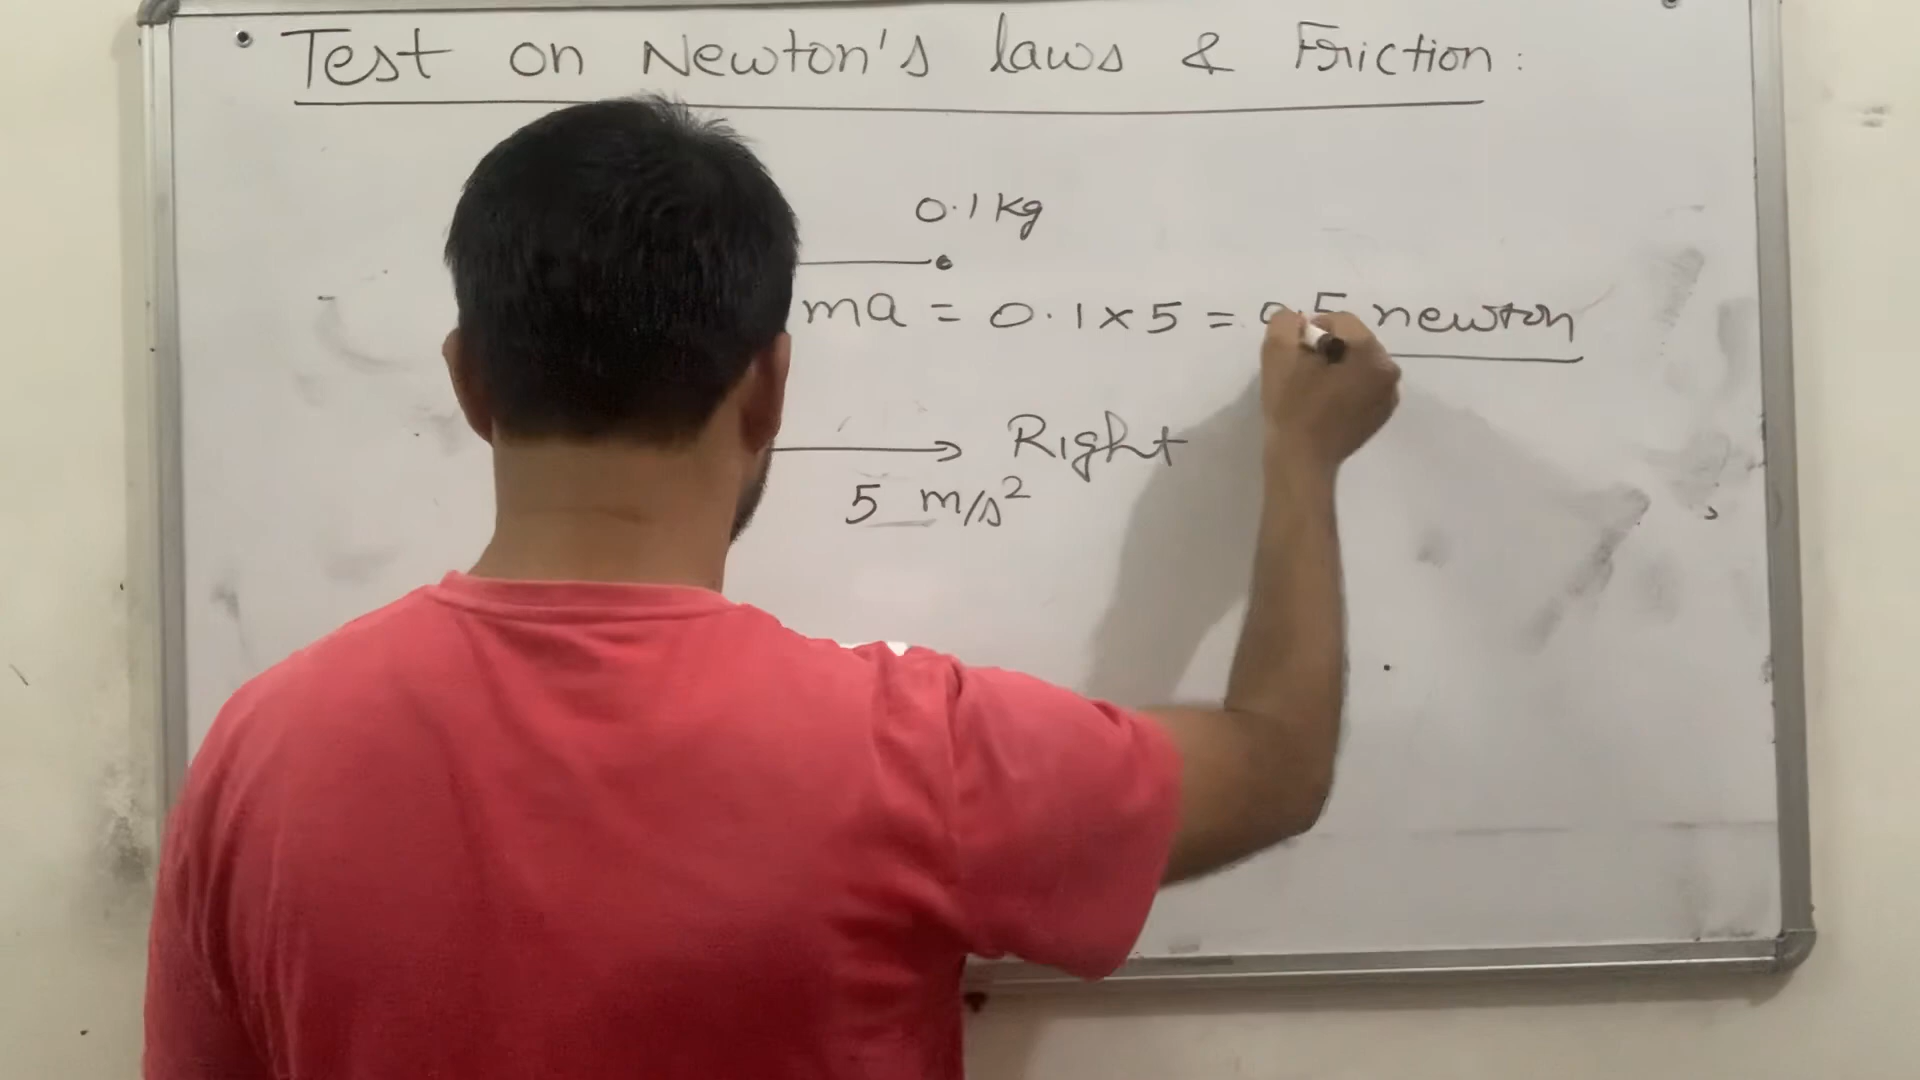 Test on Newton's laws & Friction:
0.1 kg
ma = 0.1 x 5 = 0.5 newton
Right
5 m/s²